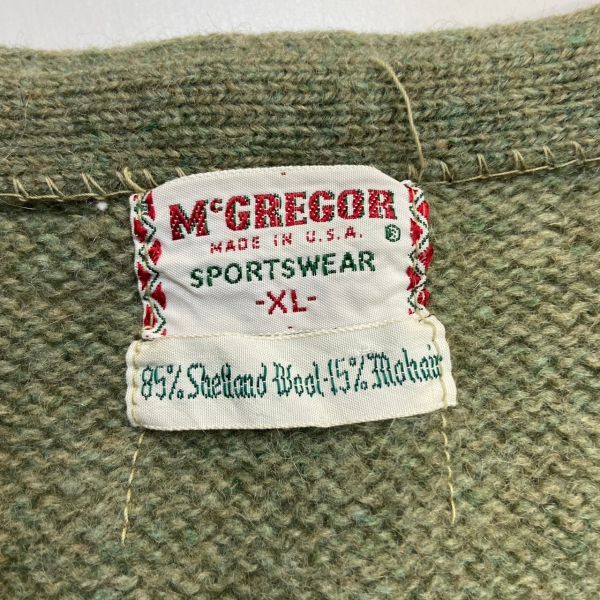 McGREGOR
MADE IN U.S.A. ®
SPORTSWEAR
-XL-
85% Shetland Wool-15% Mohair